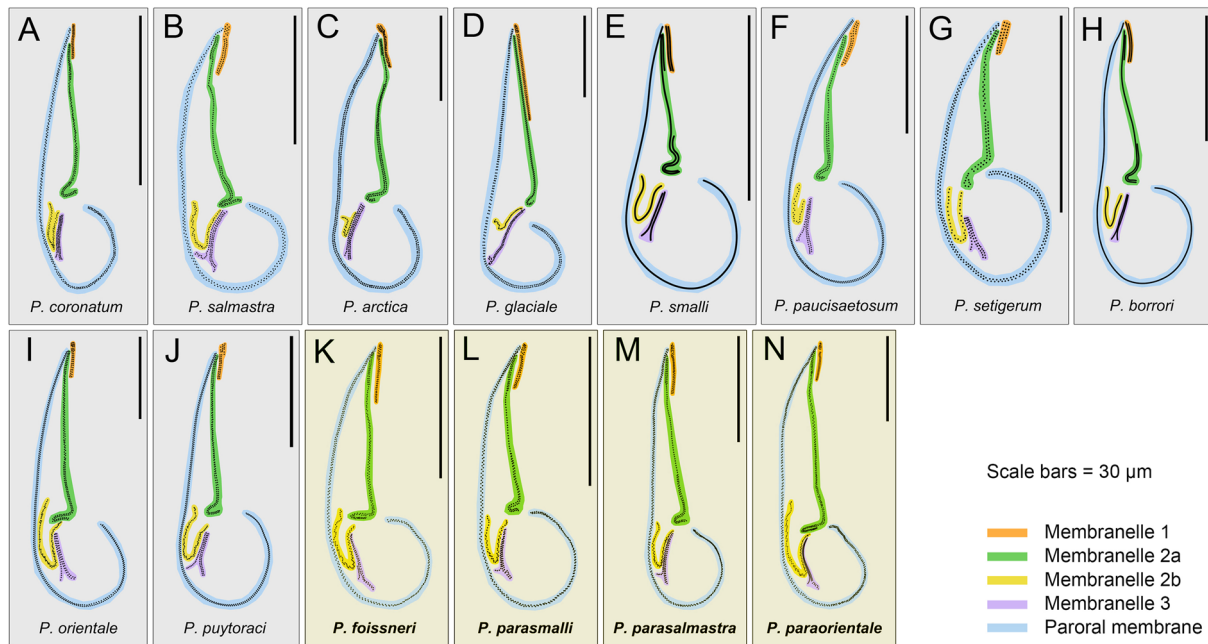 A B C D E F G H
P. coronatum P. salmastra P. arctica P. glaciale P. smalli P. paucisaetosum P. setigerum P. borrori
I J K L M N
P. orientale P. puytoraci P. foissneri P. parasmalli P. parasalmastra P. paraorientale
Scale bars = 30 µm
Membranelle 1
Membranelle 2a
Membranelle 2b
Membranelle 3
Paroral membrane